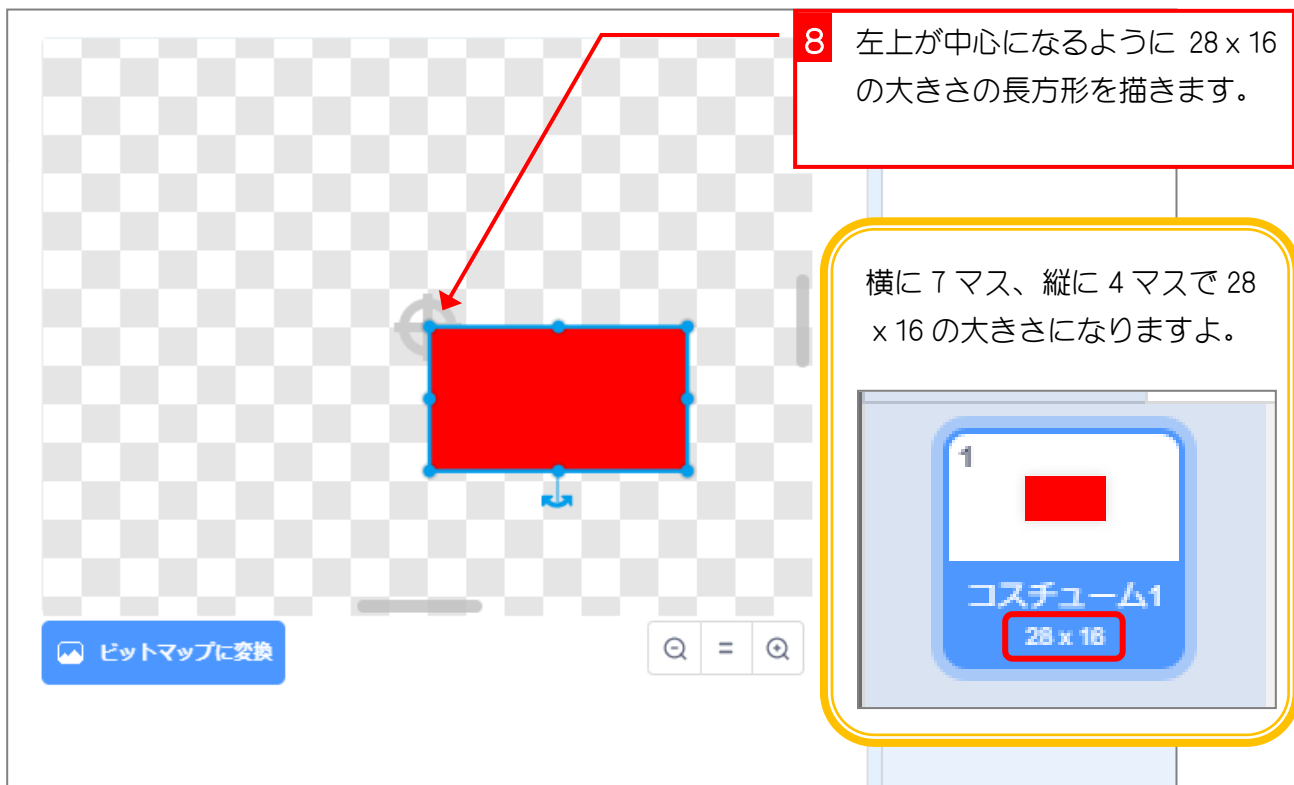 8 左上が中心になるように 28 x 16
の大きさの長方形を描きます。
横に 7 マス、縦に 4 マスで 28
x 16 の大きさになりますよ。
1
コスチューム1
28 x 16
ビットマップに変換